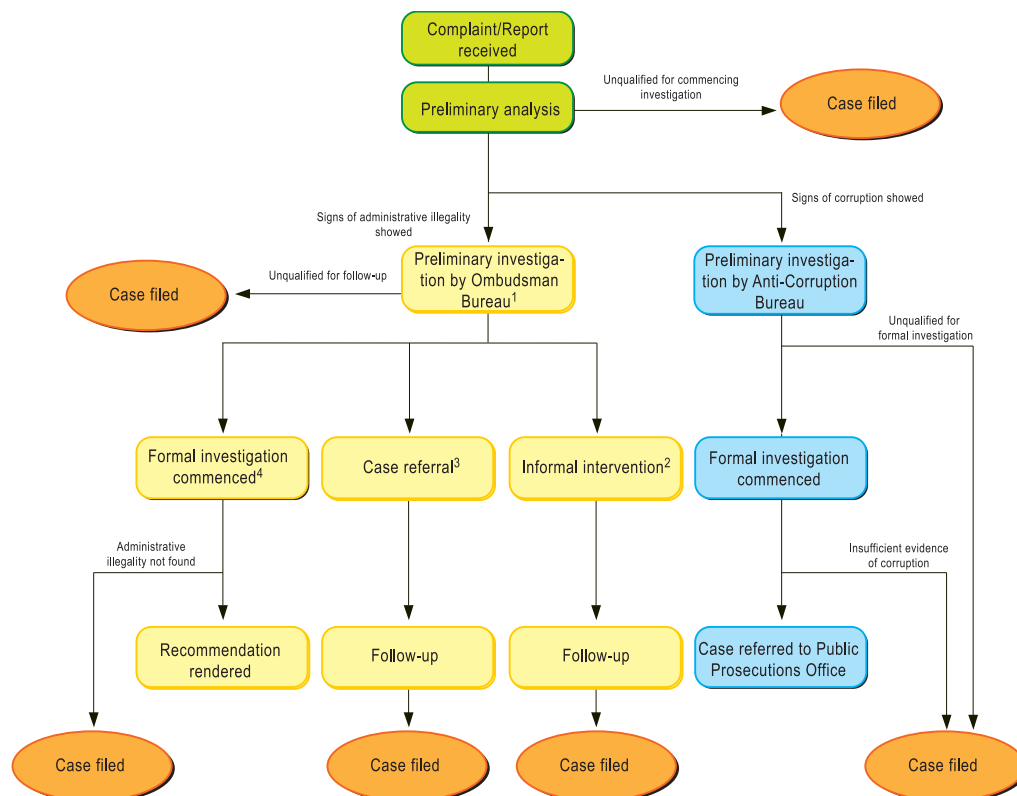 Complaint/Report
received
Unqualified for commencing
investigation
Preliminary analysis
Case filed
Signs of corruption showed
Signs of administrative illegality
showed
Preliminary investiga-
tion by Ombudsman
Bureau1
Preliminary investiga-
tion by Anti-Corruption
Bureau
Unqualified for follow-up
Case filed
Unqualified for
formal investigation
Formal investigation
commenced4
Case referral3
Informal intervention2
Formal investigation
commenced
Administrative
illegality not found
Insufficient evidence
of corruption
Recommendation
rendered
Follow-up
Follow-up
Case referred to Public
Prosecutions Office
Case filed
Case filed
Case filed
Case filed